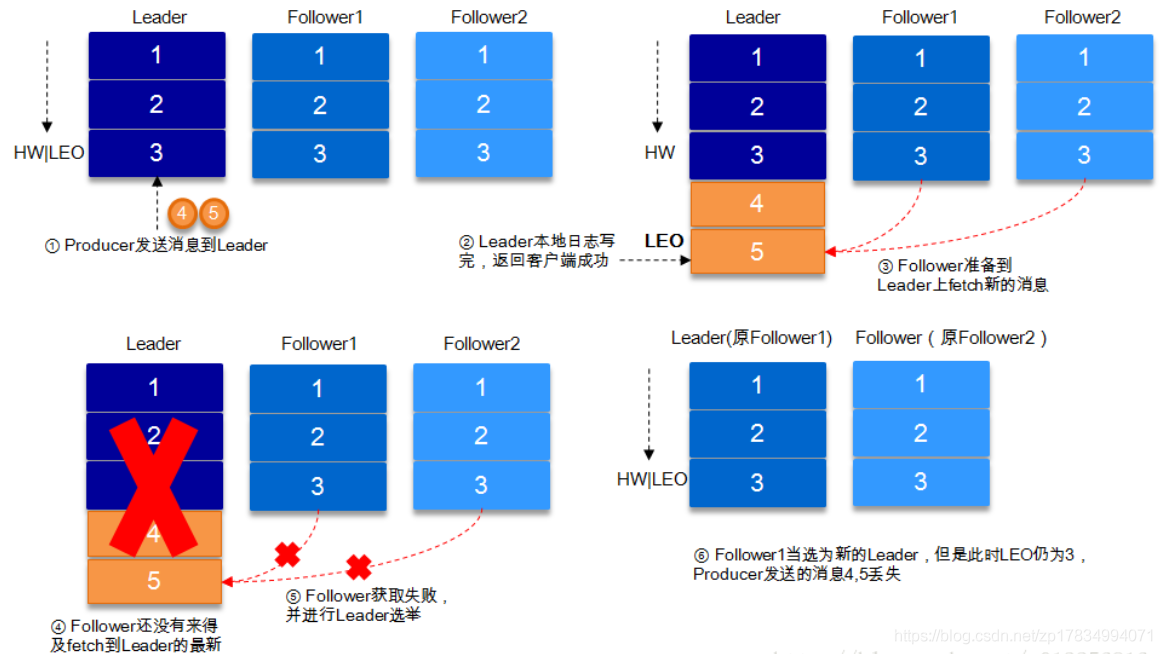 Leader Follower1 Follower2
1 1 1
2 2 2
HW|LEO 3 3 3
4 5
① Producer发送消息到Leader
Leader Follower1 Follower2
1 1 1
2 2 2
HW 3 3 3
4
② Leader本地日志写
完，返回客户端成功
LEO 5
③ Follower准备到
Leader上fetch新的消息
Leader Follower1 Follower2
1 1 1
2 2 2
3 3
4
5
④ Follower还没有来得
及fetch到Leader的最新
⑤ Follower获取失败，
并进行Leader选举
Leader(原Follower1) Follower（原Follower2）
1 1
2 2
HW|LEO 3 3
⑥ Follower1当选为新的Leader，但是此时LEO仍为3，
Producer发送的消息4,5丢失
https://blog.csdn.net/zp17834994071